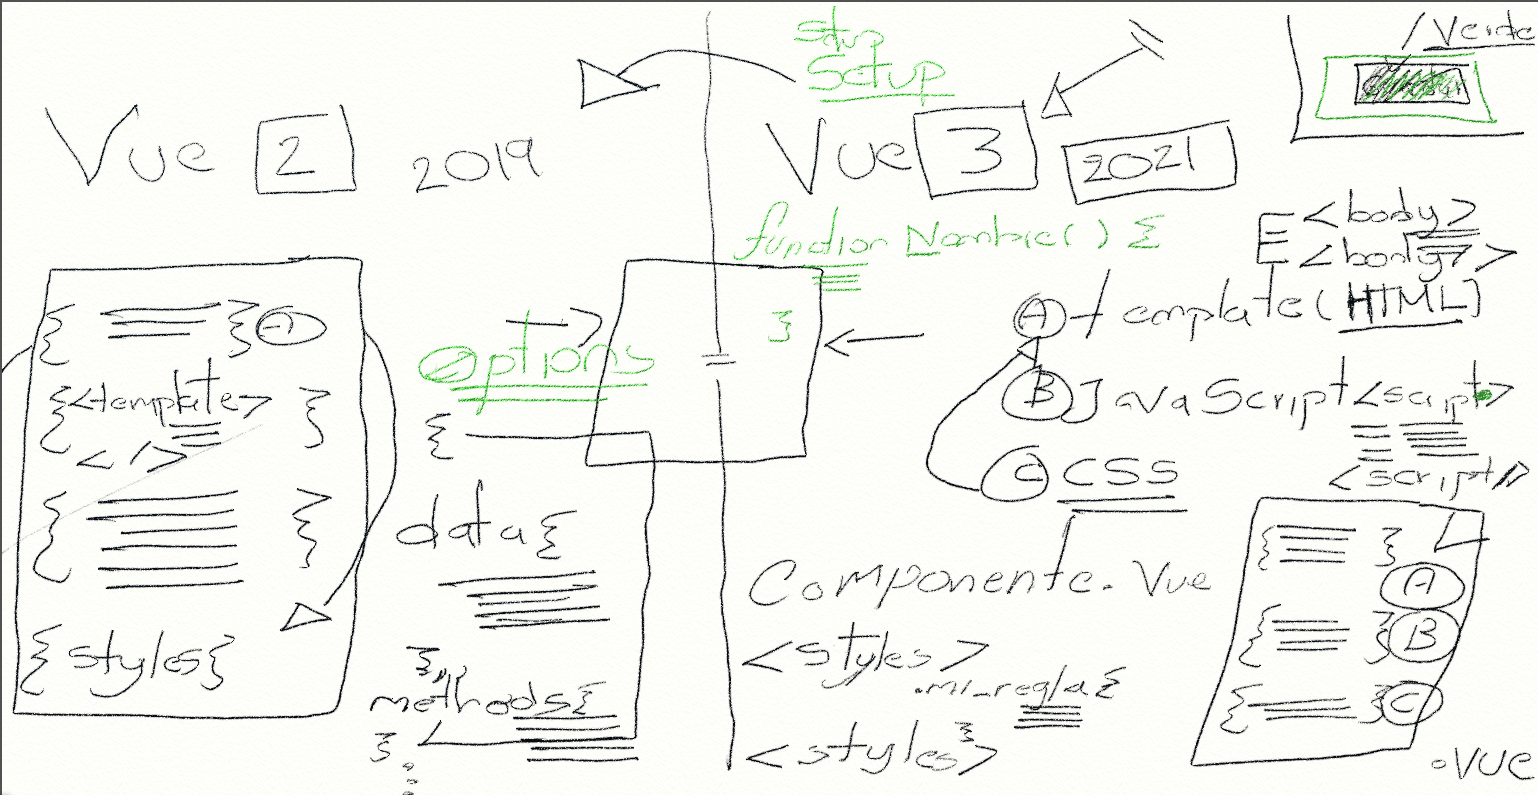 Vue 2 2019
{ } A
{<template> }
</>
{ }
{ styles{
Options
{
data {
},
methods{
}
setup
Setup
Vue 3 2021
function Nombre() {
}
A template (HTML)
B JavaScript <script>
<script/>
C CSS
Componente.Vue
<styles>
.mi_regla {
}
<styles>
/ Verde
<body>
<body>
{ } A
{ } B
{ } C
.vue